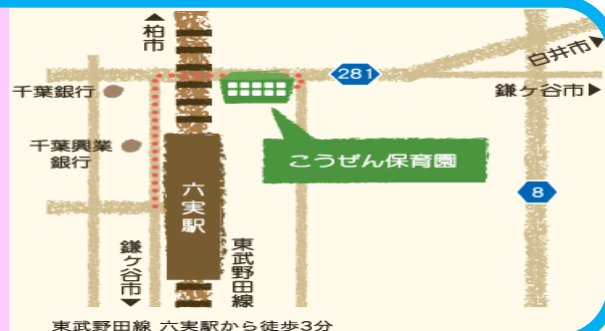 ▲柏市
白井市▶
281
千葉銀行
鎌ヶ谷市▶
千葉興業
銀行
こうぜん保育園
六実駅
8
鎌ヶ谷市▼
東武野田線
東武野田線 六実駅から徒歩3分